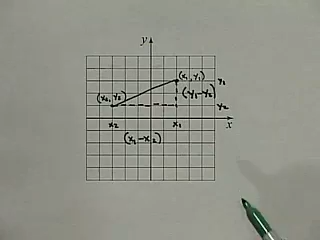 y
(x₁, y₁)
y₁
(x₂, y₂)
(y₁-y₂)
y₂
x₂
x₁
x
(x₁-x₂)